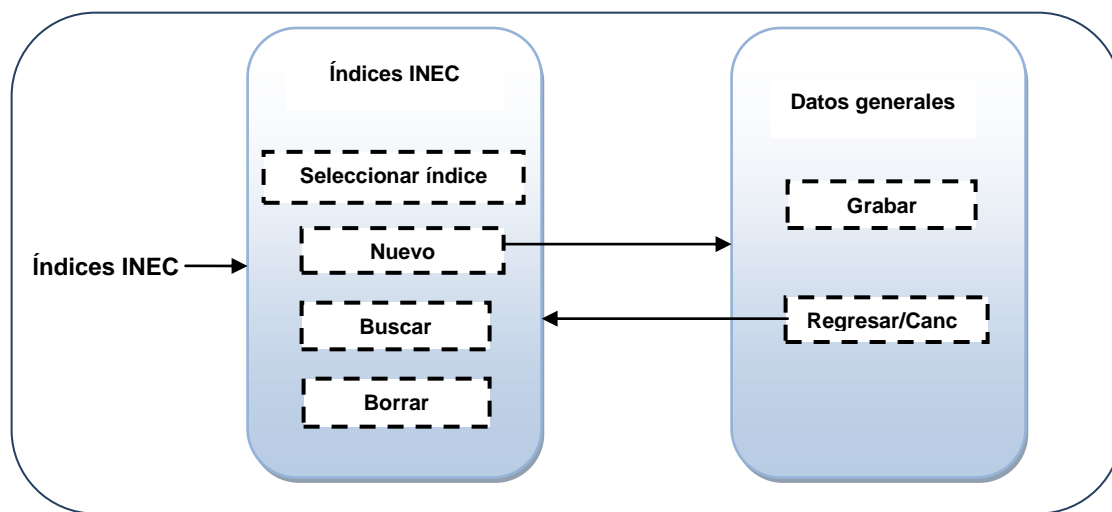 Índices INEC
Índices INEC
Seleccionar índice
Nuevo
Buscar
Borrar
Datos generales
Grabar
Regresar/Canc